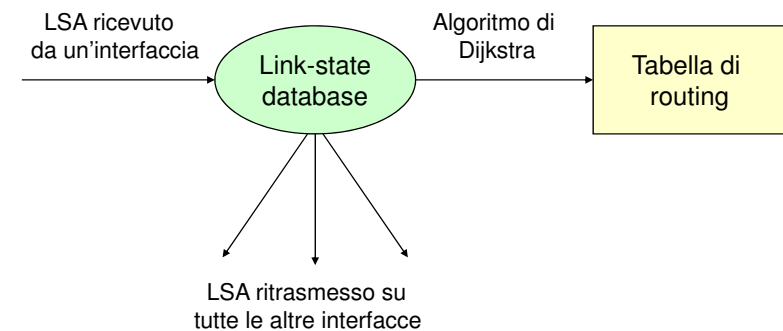 LSA ricevuto
da un'interfaccia
Link-state
database
Algoritmo di
Dijkstra
Tabella di
routing
LSA ritrasmesso su
tutte le altre interfacce